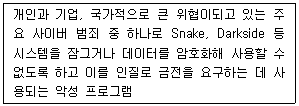 개인과 기업, 국가적으로 큰 위협이되고 있는 주
요 사이버 범죄 중 하나로 Snake, Darkside 등
시스템을 잠그거나 데이터를 암호화해 사용할 수
없도록 하고 이를 인질로 금전을 요구하는 데 사
용되는 악성 프로그램